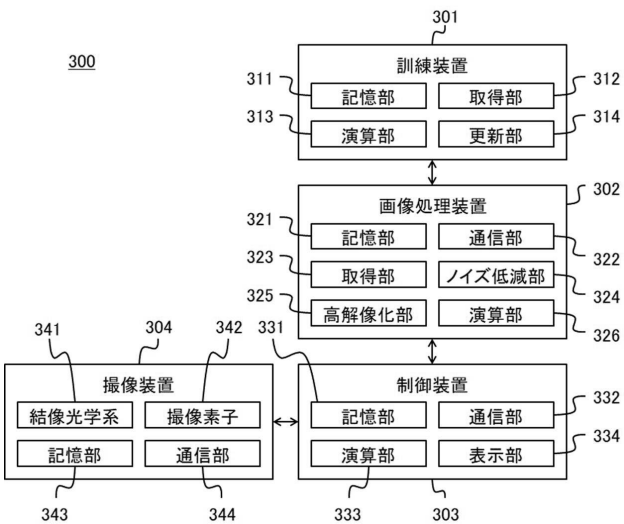 300
301
訓練装置
311 記憶部 取得部 312
313 演算部 更新部 314
画像処理装置 302
321 記憶部 通信部 322
323 取得部 ノイズ低減部 324
325 高解像化部 演算部 326
341 304 342 331
撮像装置
結像光学系 撮像素子
記憶部 通信部
343 344
制御装置
記憶部 通信部 332
演算部 表示部 334
333 303